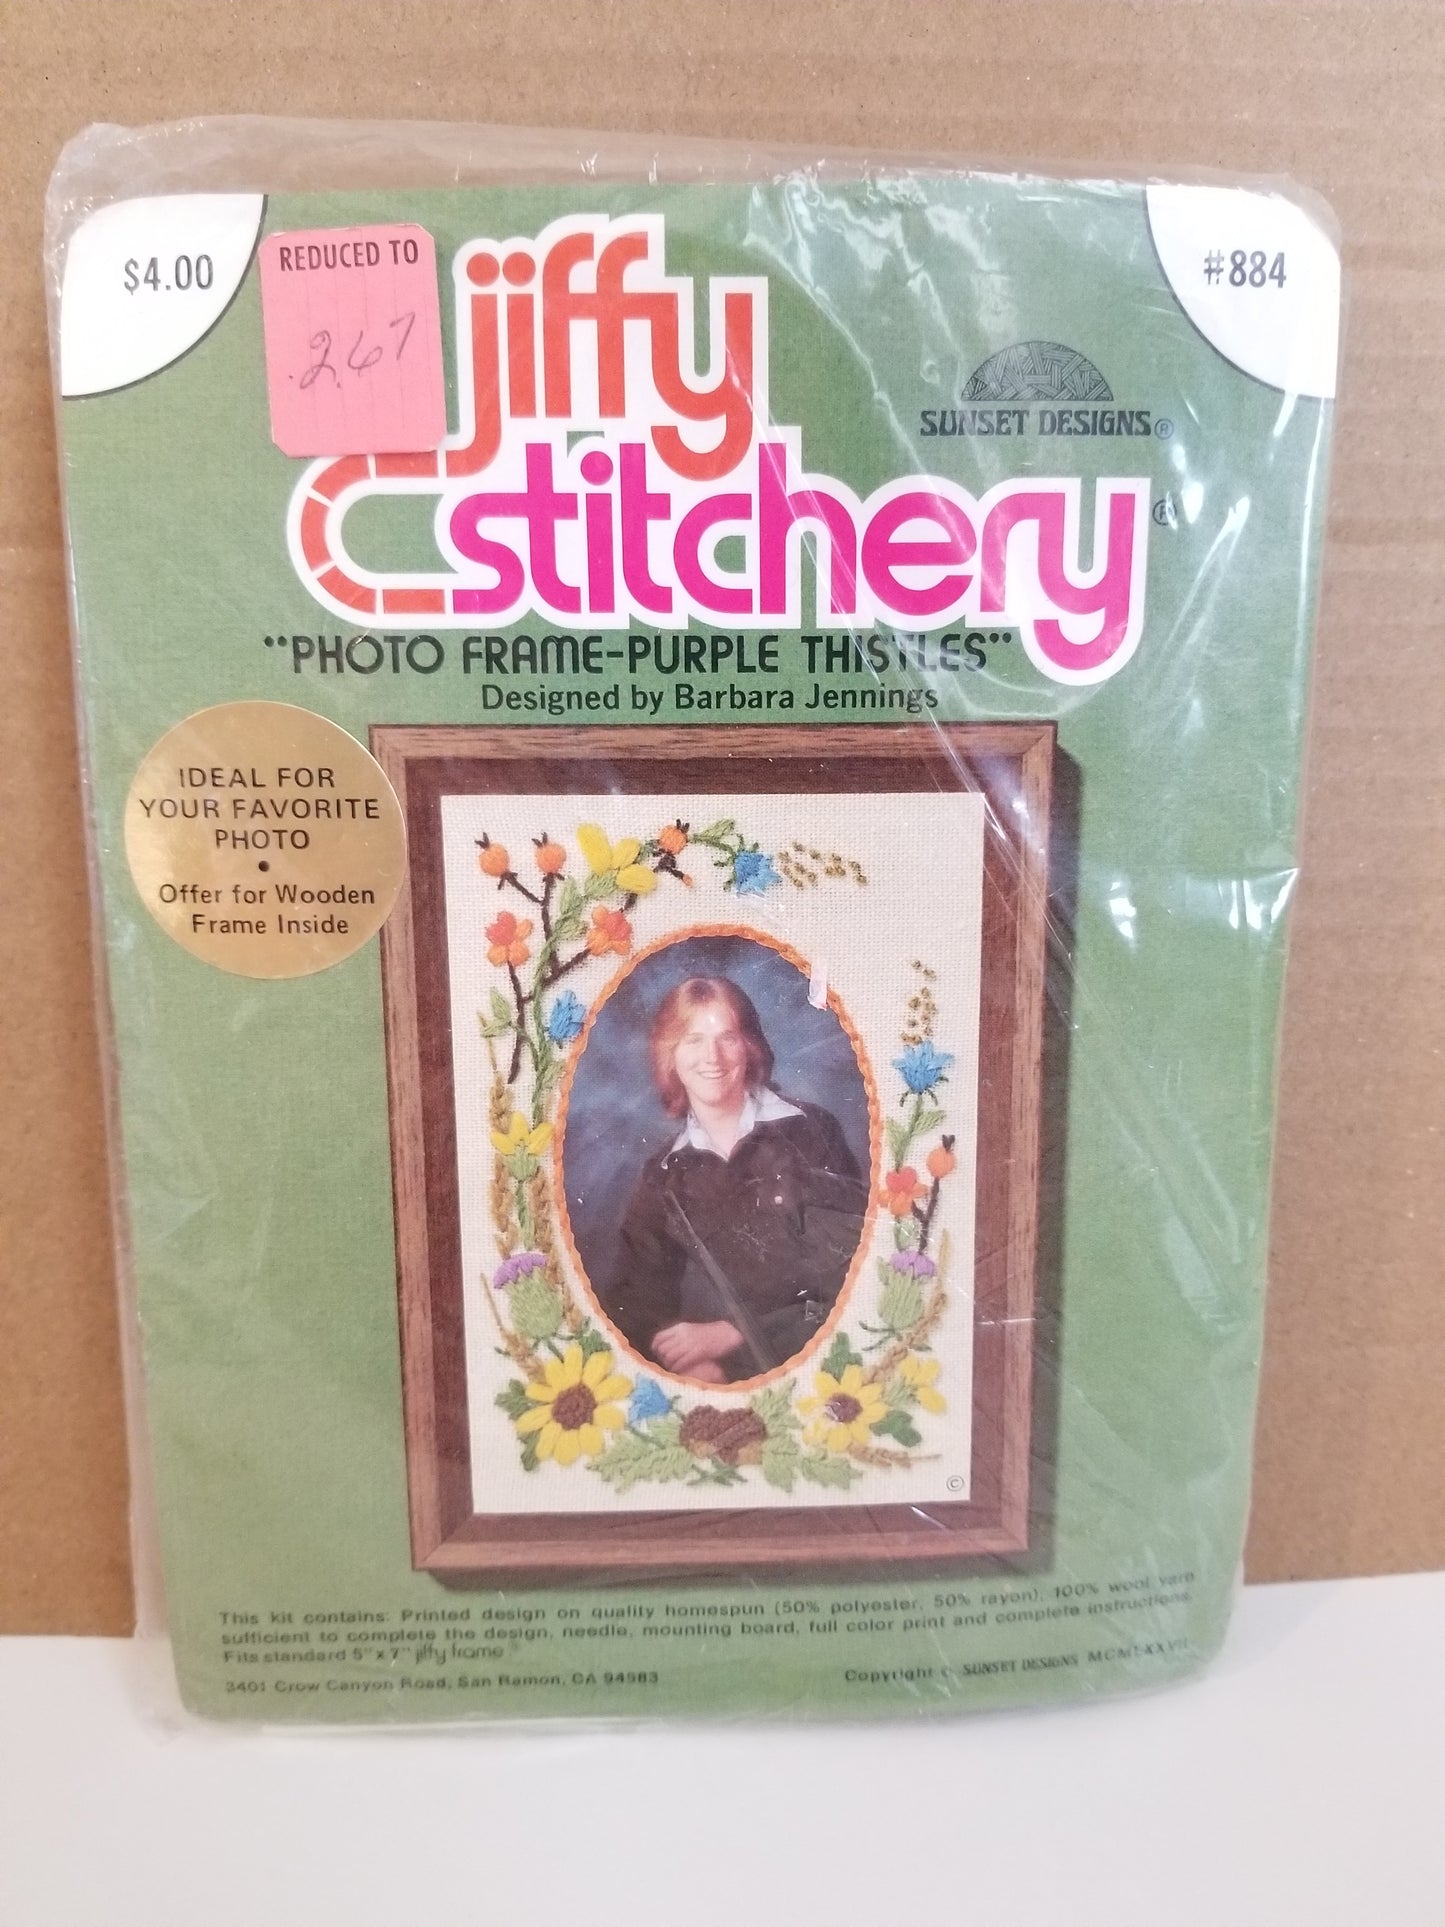 $4.00
REDUCED TO
2.67
#884
jiffy
stitchery®
SUNSET DESIGNS®
"PHOTO FRAME-PURPLE THISTLES"
Designed by Barbara Jennings
IDEAL FOR
YOUR FAVORITE
PHOTO
•
Offer for Wooden
Frame Inside
©
This kit contains: Printed design on quality homespun (50% polyester, 50% rayon), 100% wool yarn
sufficient to complete the design, needle, mounting board, full color print and complete instructions.
Fits standard 5" x 7" jiffy frame®
3401 Crow Canyon Road, San Ramon, CA 94583
Copyright © SUNSET DESIGNS MCMLXXVII